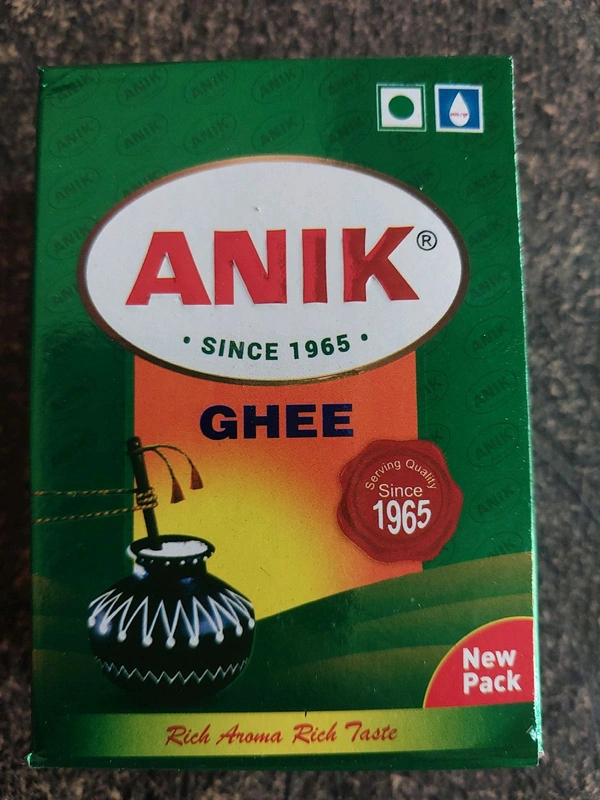 ANIK®
• SINCE 1965 •
GHEE
Serving Quality
Since
1965
New
Pack
Rich Aroma Rich Taste